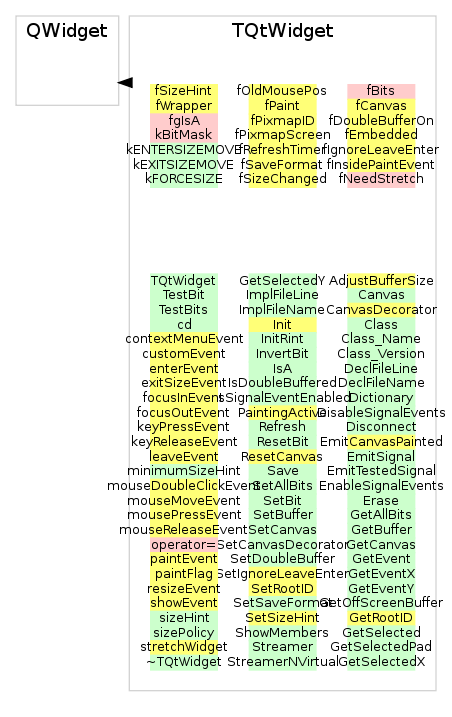 QWidget
TQtWidget
fSizeHint fOldMousePos fBits
fWrapper fPaint fCanvas
fgIsA fPixmapID fDoubleBufferOn
kBitMask fPixmapScreen fEmbedded
kENTERSIZEMOVE fRefreshTimer fIgnoreLeaveEnter
kEXITSIZEMOVE fSaveFormat fInsidePaintEvent
kFORCESIZE fSizeChanged fNeedStretch
TQtWidget GetSelectedY AdjustBufferSize
TestBit ImplFileLine Canvas
TestBits ImplFileName CanvasDecorator
cd Init Class
contextMenuEvent InitRint Class_Name
customEvent InvertBit Class_Version
enterEvent IsA DeclFileLine
exitSizeEvent IsDoubleBuffered DeclFileName
focusInEvent IsSignalEventEnabled Dictionary
focusOutEvent PaintingActive DisableSignalEvents
keyPressEvent Refresh Disconnect
keyReleaseEvent ResetBit EmitCanvasPainted
leaveEvent ResetCanvas EmitSignal
minimumSizeHint Save EmitTestedSignal
mouseDoubleClickEvent SetAllBits EnableSignalEvents
mouseMoveEvent SetBit Erase
mousePressEvent SetBuffer GetAllBits
mouseReleaseEvent SetCanvas GetBuffer
operator= SetCanvasDecorator GetCanvas
paintEvent SetDoubleBuffer GetEvent
paintFlag SetIgnoreLeaveEnter GetEventX
resizeEvent SetRootID GetEventY
showEvent SetSaveFormat GetOffScreenBuffer
sizeHint SetSizeHint GetRootID
sizePolicy ShowMembers GetSelected
stretchWidget Streamer GetSelectedPad
~TQtWidget StreamerNVirtual GetSelectedX